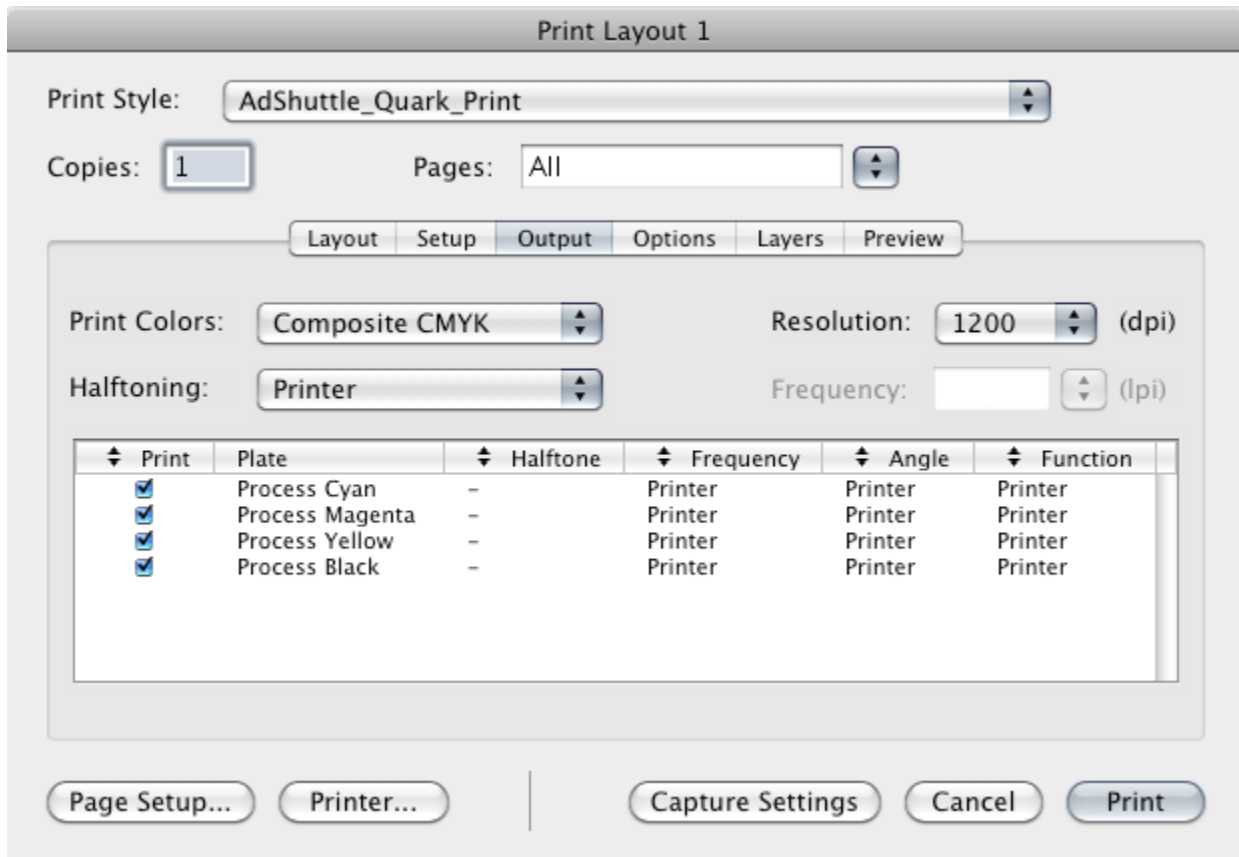 Print Layout 1
Print Style: AdShuttle_Quark_Print
Copies: 1 Pages: All
Layout Setup Output Options Layers Preview
Print Colors: Composite CMYK Resolution: 1200 (dpi)
Halftoning: Printer Frequency: (lpi)
Print Plate Halftone Frequency Angle Function
Process Cyan – Printer Printer Printer
Process Magenta – Printer Printer Printer
Process Yellow – Printer Printer Printer
Process Black – Printer Printer Printer
Page Setup... Printer... Capture Settings Cancel Print